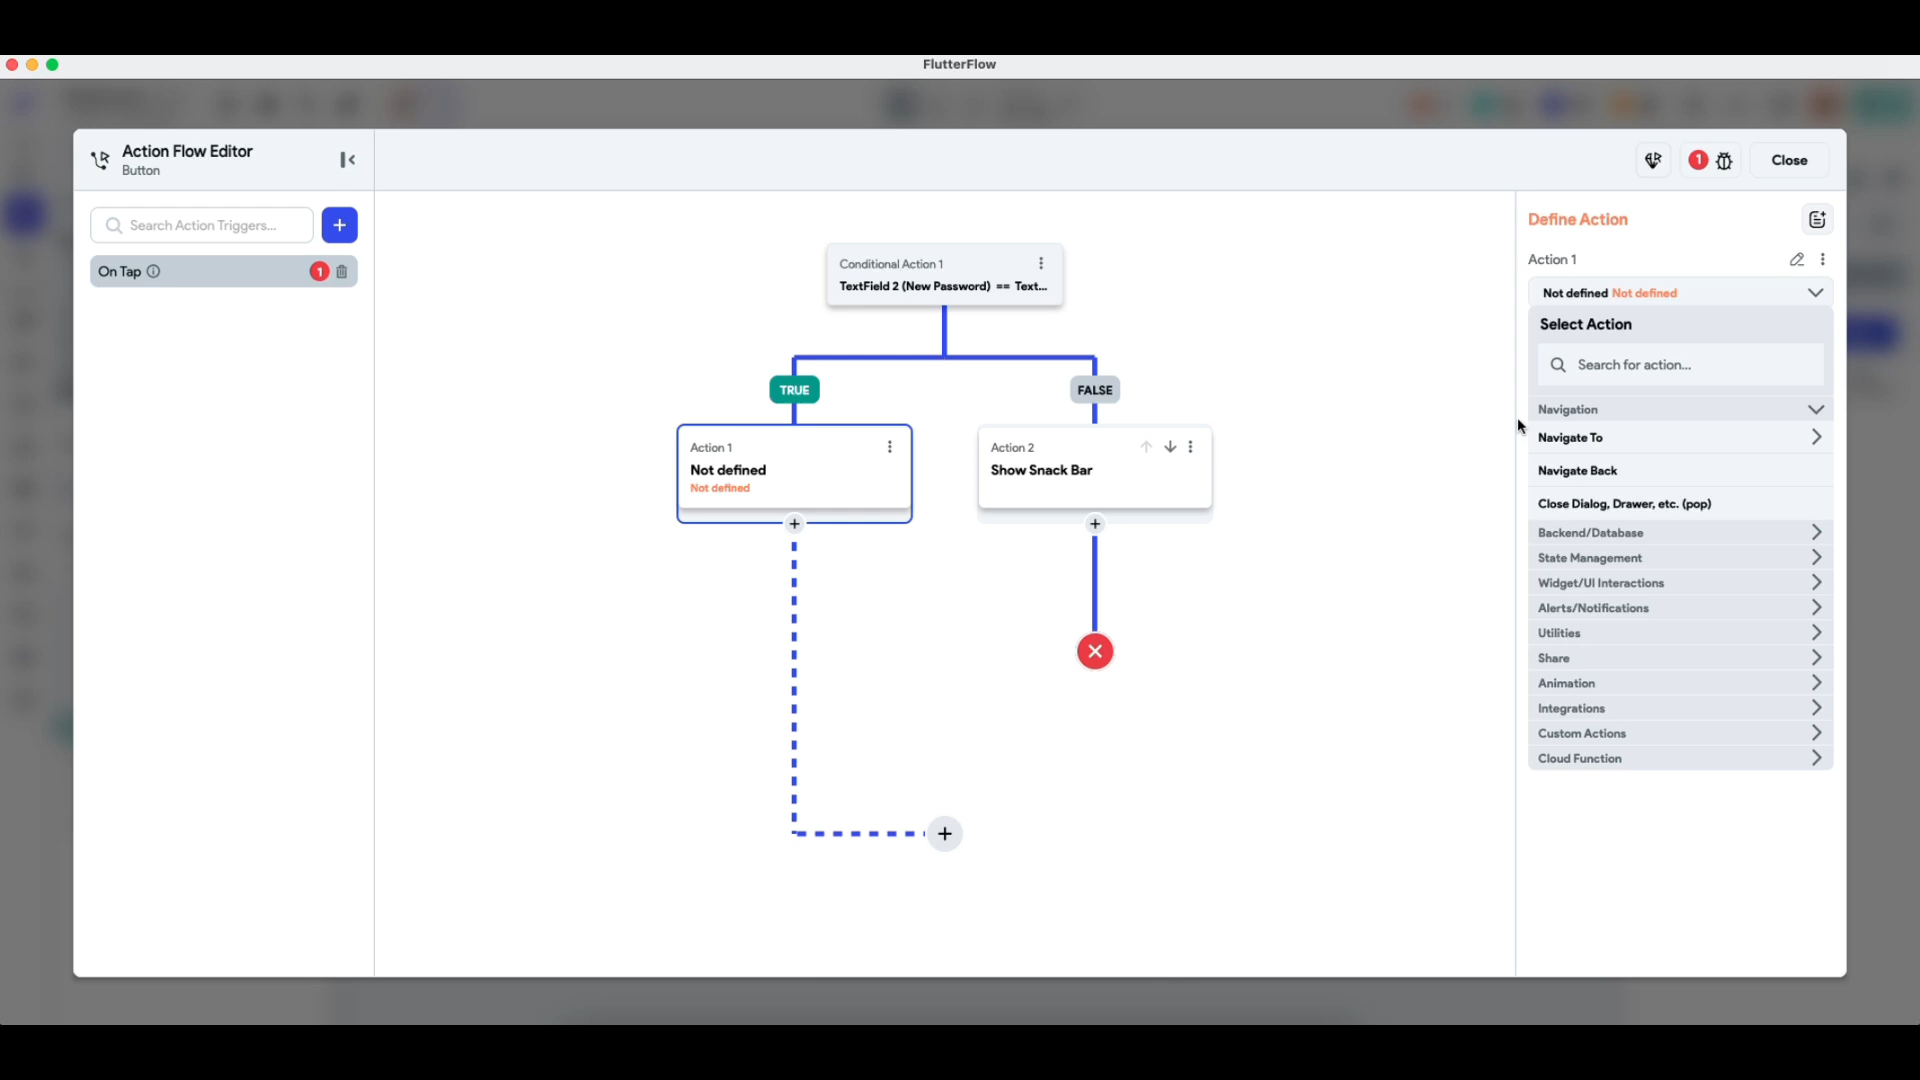 FlutterFlow
Action Flow Editor
Button
1
Close
Search Action Triggers...
On Tap
1
Conditional Action 1
TextField 2 (New Password) == Text...
TRUE
FALSE
Action 1
Not defined
Not defined
Action 2
Show Snack Bar
Define Action
Action 1
Not defined Not defined
Select Action
Search for action...
Navigation
Navigate To
Navigate Back
Close Dialog, Drawer, etc. (pop)
Backend/Database
State Management
Widget/UI Interactions
Alerts/Notifications
Utilities
Share
Animation
Integrations
Custom Actions
Cloud Function